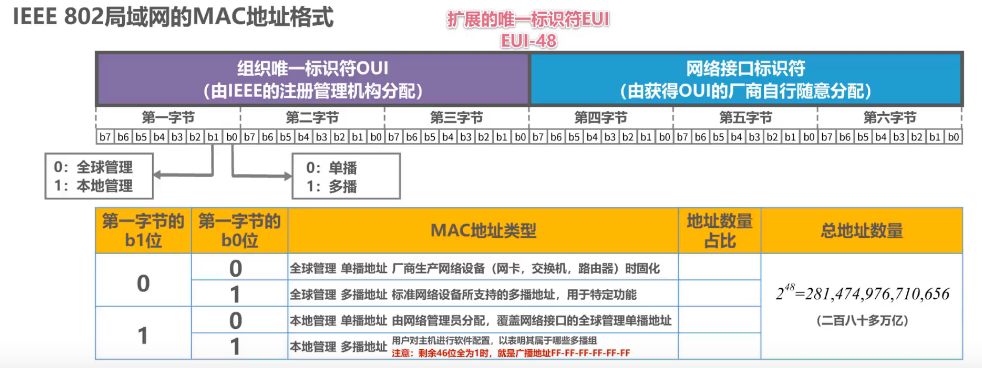 IEEE 802局域网的MAC地址格式
扩展的唯一标识符EUI
EUI-48
组织唯一标识符OUI
（由IEEE的注册管理机构分配）
网络接口标识符
（由获得OUI的厂商自行随意分配）
第一字节 第二字节 第三字节 第四字节 第五字节 第六字节
b7 b6 b5 b4 b3 b2 b1 b0 b7 b6 b5 b4 b3 b2 b1 b0 b7 b6 b5 b4 b3 b2 b1 b0 b7 b6 b5 b4 b3 b2 b1 b0 b7 b6 b5 b4 b3 b2 b1 b0 b7 b6 b5 b4 b3 b2 b1 b0
0：全球管理
1：本地管理
0：单播
1：多播
第一字节的
b1位
第一字节的
b0位
MAC地址类型
地址数量
占比
总地址数量
0
0
全球管理 单播地址 厂商生产网络设备（网卡，交换机，路由器）时固化
1
全球管理 多播地址 标准网络设备所支持的多播地址，用于特定功能
1
0
本地管理 单播地址 由网络管理员分配，覆盖网络接口的全球管理单播地址
1
本地管理 多播地址 用户对主机进行软件配置，以表明其属于哪些多播组
注意：剩余46位全为1时，就是广播地址FF-FF-FF-FF-FF-FF
2^48=281,474,976,710,656
（二百八十多万亿）